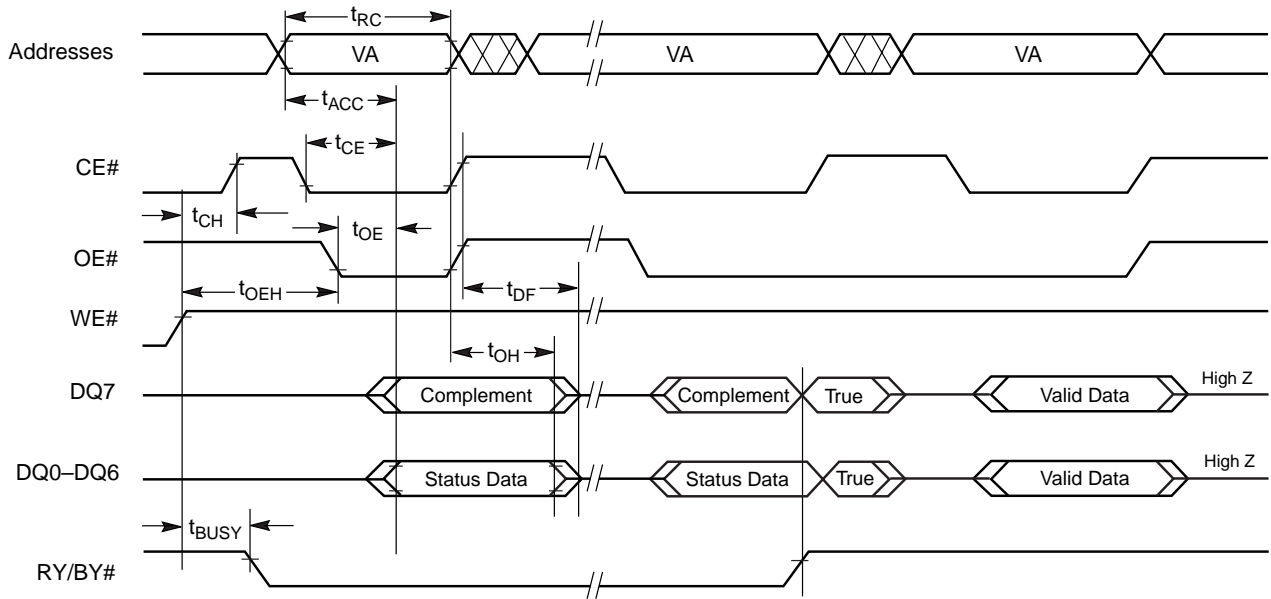 tRC
Addresses VA VA VA
tACC
tCE
CE#
tCH tOE
OE#
tOEH tDF
WE#
tOH
DQ7 Complement Complement True Valid Data High Z
DQ0–DQ6 Status Data Status Data True Valid Data High Z
tBUSY
RY/BY#